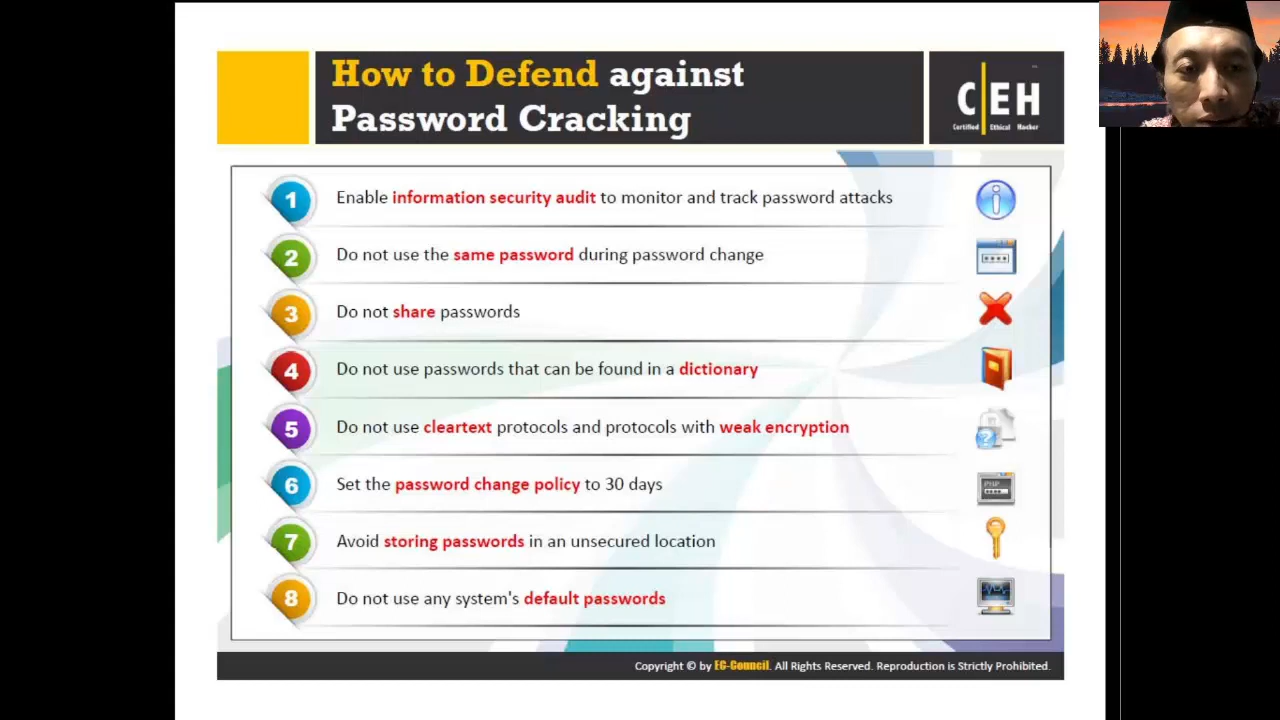 How to Defend against
Password Cracking
C|EH
Certified Ethical Hacker
1 Enable information security audit to monitor and track password attacks
2 Do not use the same password during password change
3 Do not share passwords
4 Do not use passwords that can be found in a dictionary
5 Do not use cleartext protocols and protocols with weak encryption
6 Set the password change policy to 30 days
PHP
7 Avoid storing passwords in an unsecured location
8 Do not use any system's default passwords
Copyright © by EC-Council. All Rights Reserved. Reproduction is Strictly Prohibited.